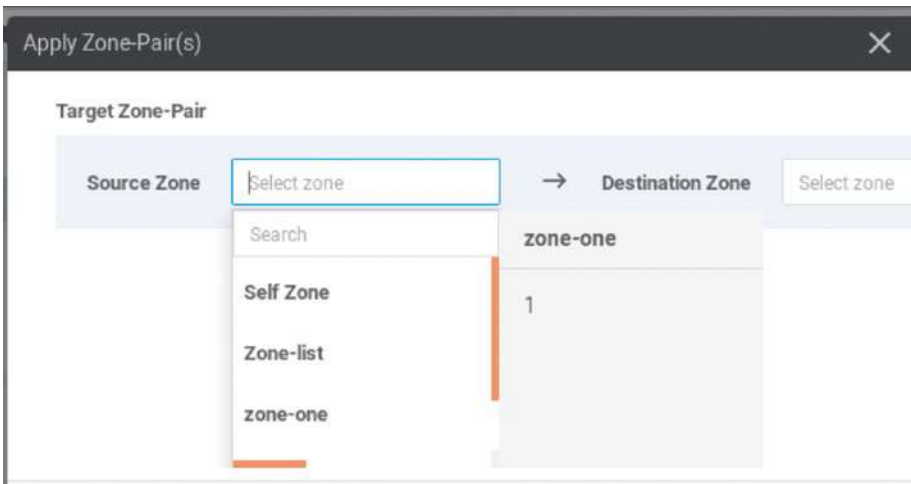 Apply Zone-Pair(s)
Target Zone-Pair
Source Zone Select zone → Destination Zone Select zone
Search
zone-one
Self Zone
1
Zone-list
zone-one